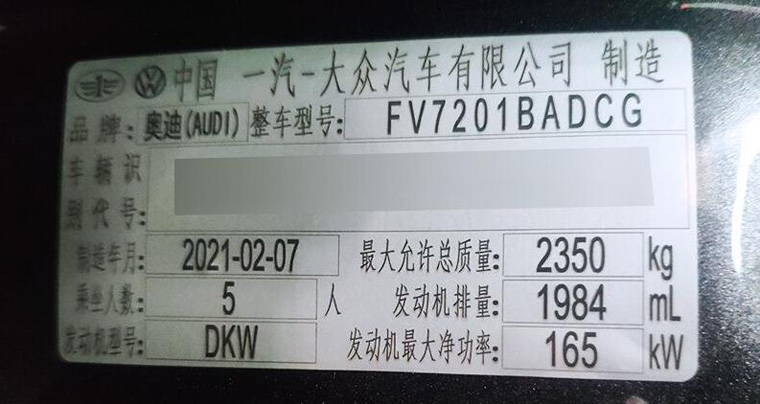 中国 一汽-大众汽车有限公司 制造
品牌: 奥迪(AUDI) 整车型号: FV7201BADCG
车辆识
别代号:
制造年月: 2021-02-07 最大允许总质量: 2350 kg
乘坐人数: 5 人 发动机排量: 1984 mL
发动机型号: DKW 发动机最大净功率: 165 kW